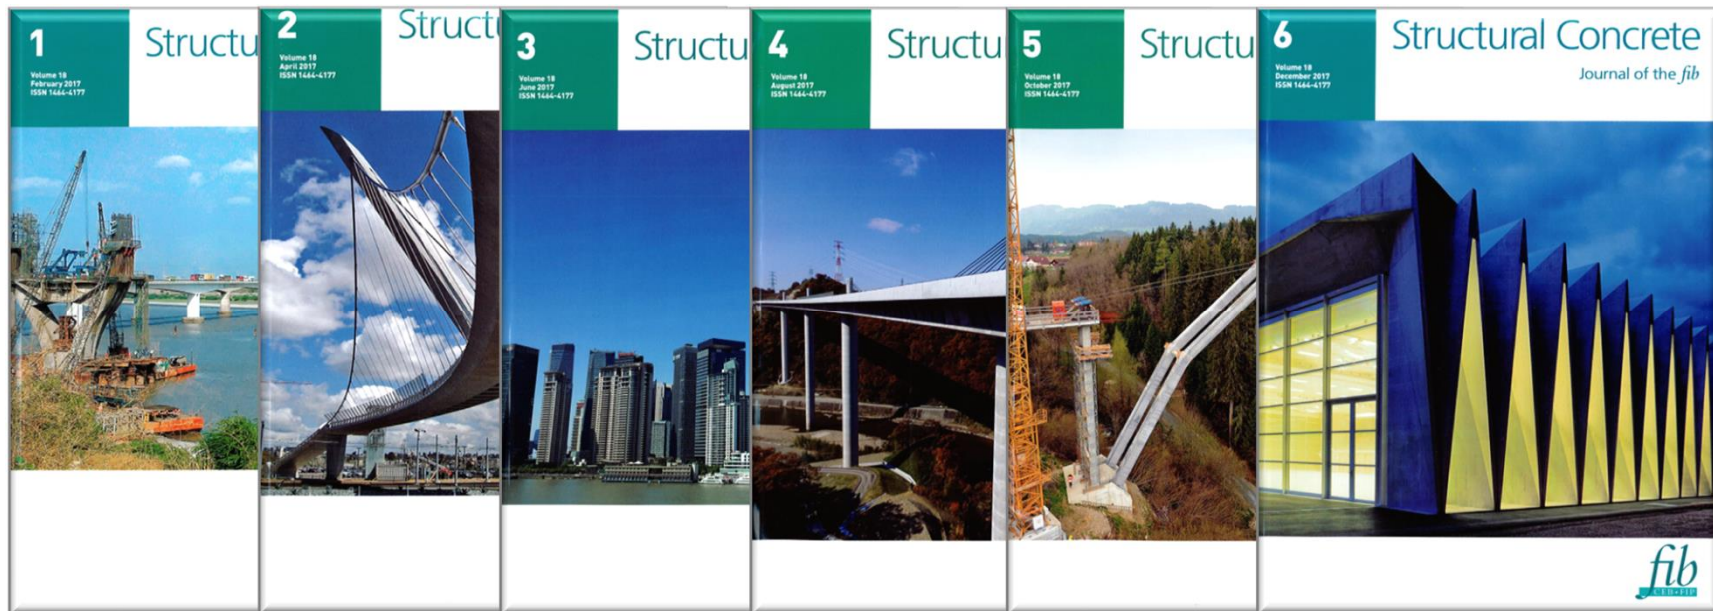 1
Volume 18
February 2017
ISSN 1464-4177
Structu
2
Volume 18
April 2017
ISSN 1464-4177
Structu
3
Volume 18
June 2017
ISSN 1464-4177
Structu
4
Volume 18
August 2017
ISSN 1464-4177
Structu
5
Volume 18
October 2017
ISSN 1464-4177
Structu
6
Volume 18
December 2017
ISSN 1464-4177
Structural Concrete
Journal of the fib
fib
CEB-FIP